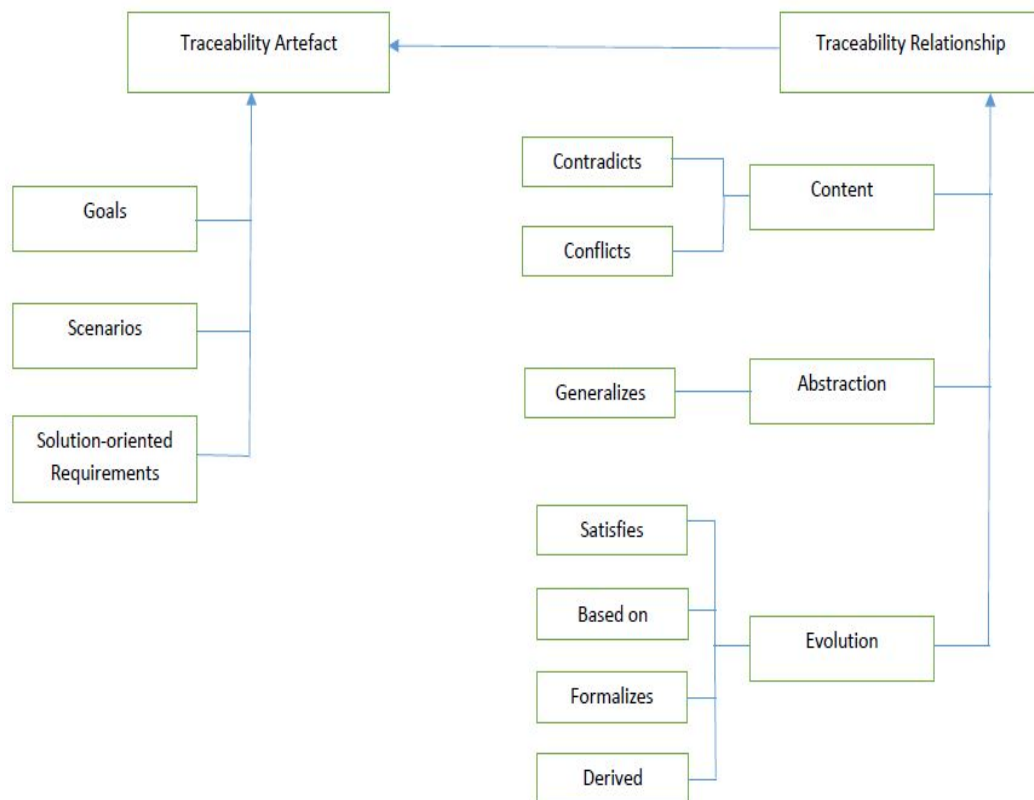 Traceability Artefact
Traceability Relationship
Contradicts
Content
Goals
Conflicts
Scenarios
Generalizes
Abstraction
Solution-oriented
Requirements
Satisfies
Based on
Evolution
Formalizes
Derived